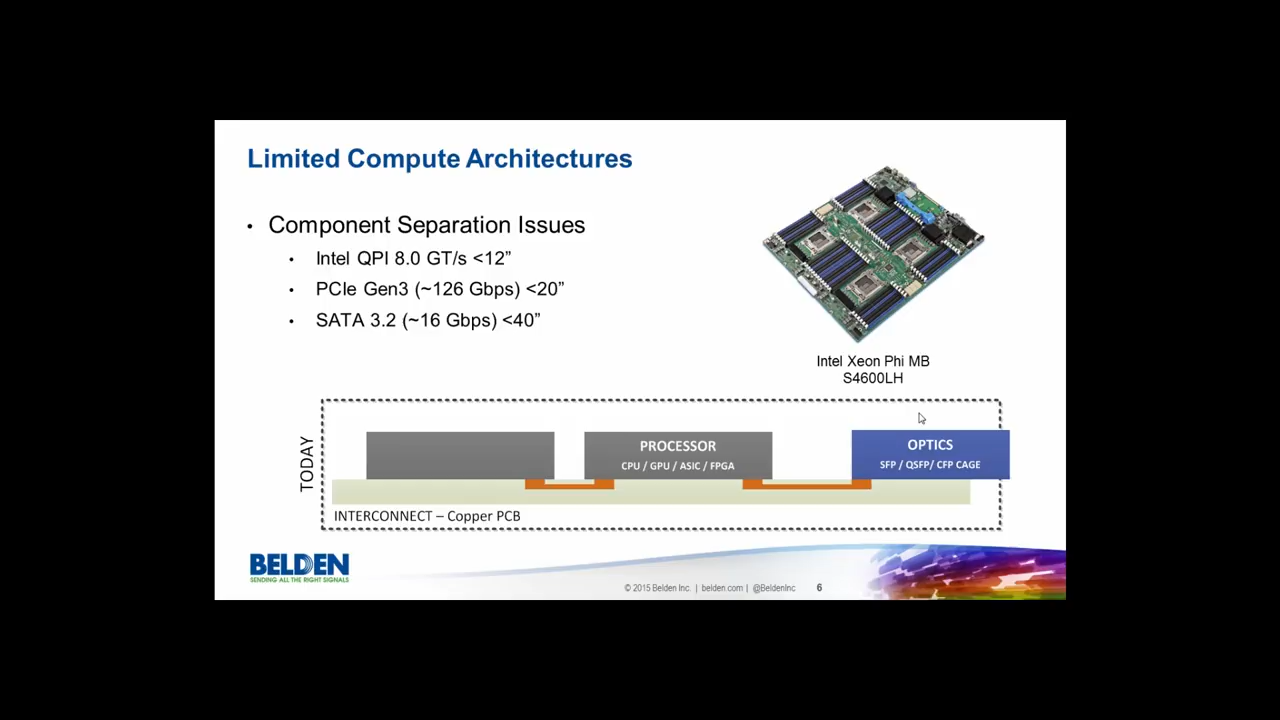 Limited Compute Architectures
• Component Separation Issues
• Intel QPI 8.0 GT/s <12”
• PCIe Gen3 (~126 Gbps) <20”
• SATA 3.2 (~16 Gbps) <40”
Intel Xeon Phi MB
S4600LH
TODAY
PROCESSOR
CPU / GPU / ASIC / FPGA
OPTICS
SFP / QSFP/ CFP CAGE
INTERCONNECT – Copper PCB
BELDEN
SENDING ALL THE RIGHT SIGNALS
© 2015 Belden Inc. | belden.com | @BeldenInc 6